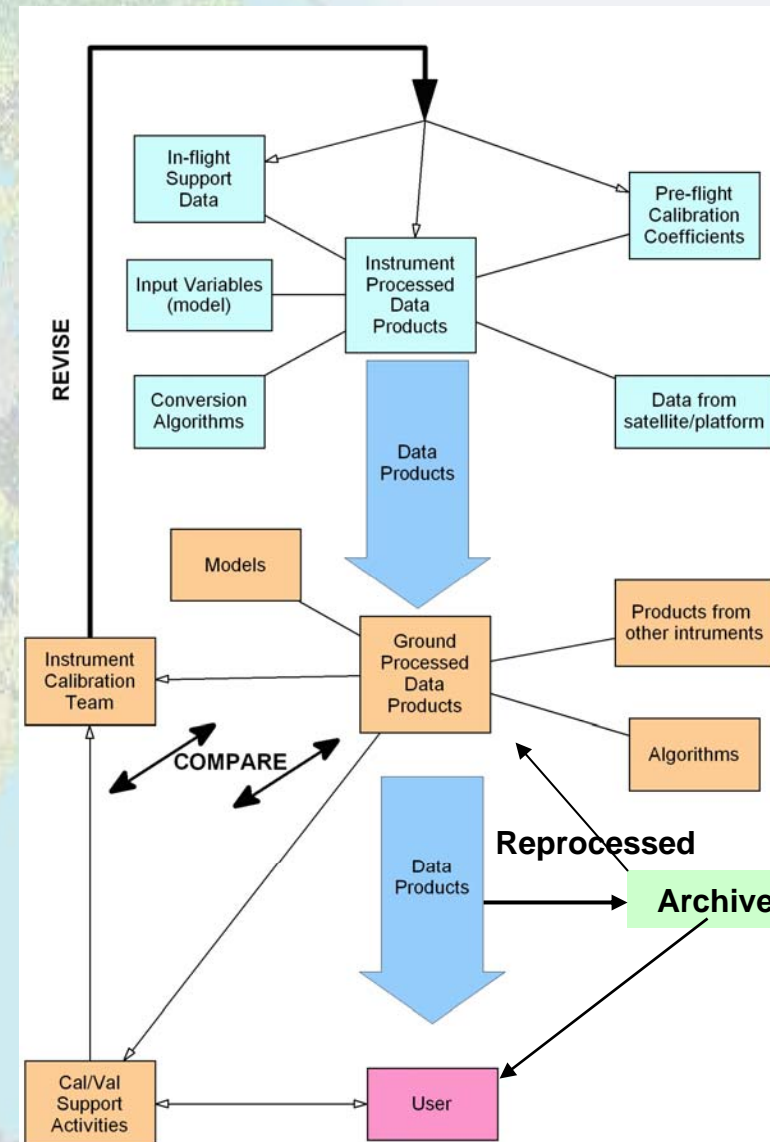 In-flight
Support
Data
Pre-flight
Calibration
Coefficients
Instrument
Processed
Data
Products
Input Variables
(model)
REVISE
Conversion
Algorithms
Data from
satellite/platform
Data
Products
Models
Products from
other intruments
Ground
Processed
Data
Products
Instrument
Calibration
Team
COMPARE
Algorithms
Reprocessed
Data
Products
Archive
Cal/Val
Support
Activities
User